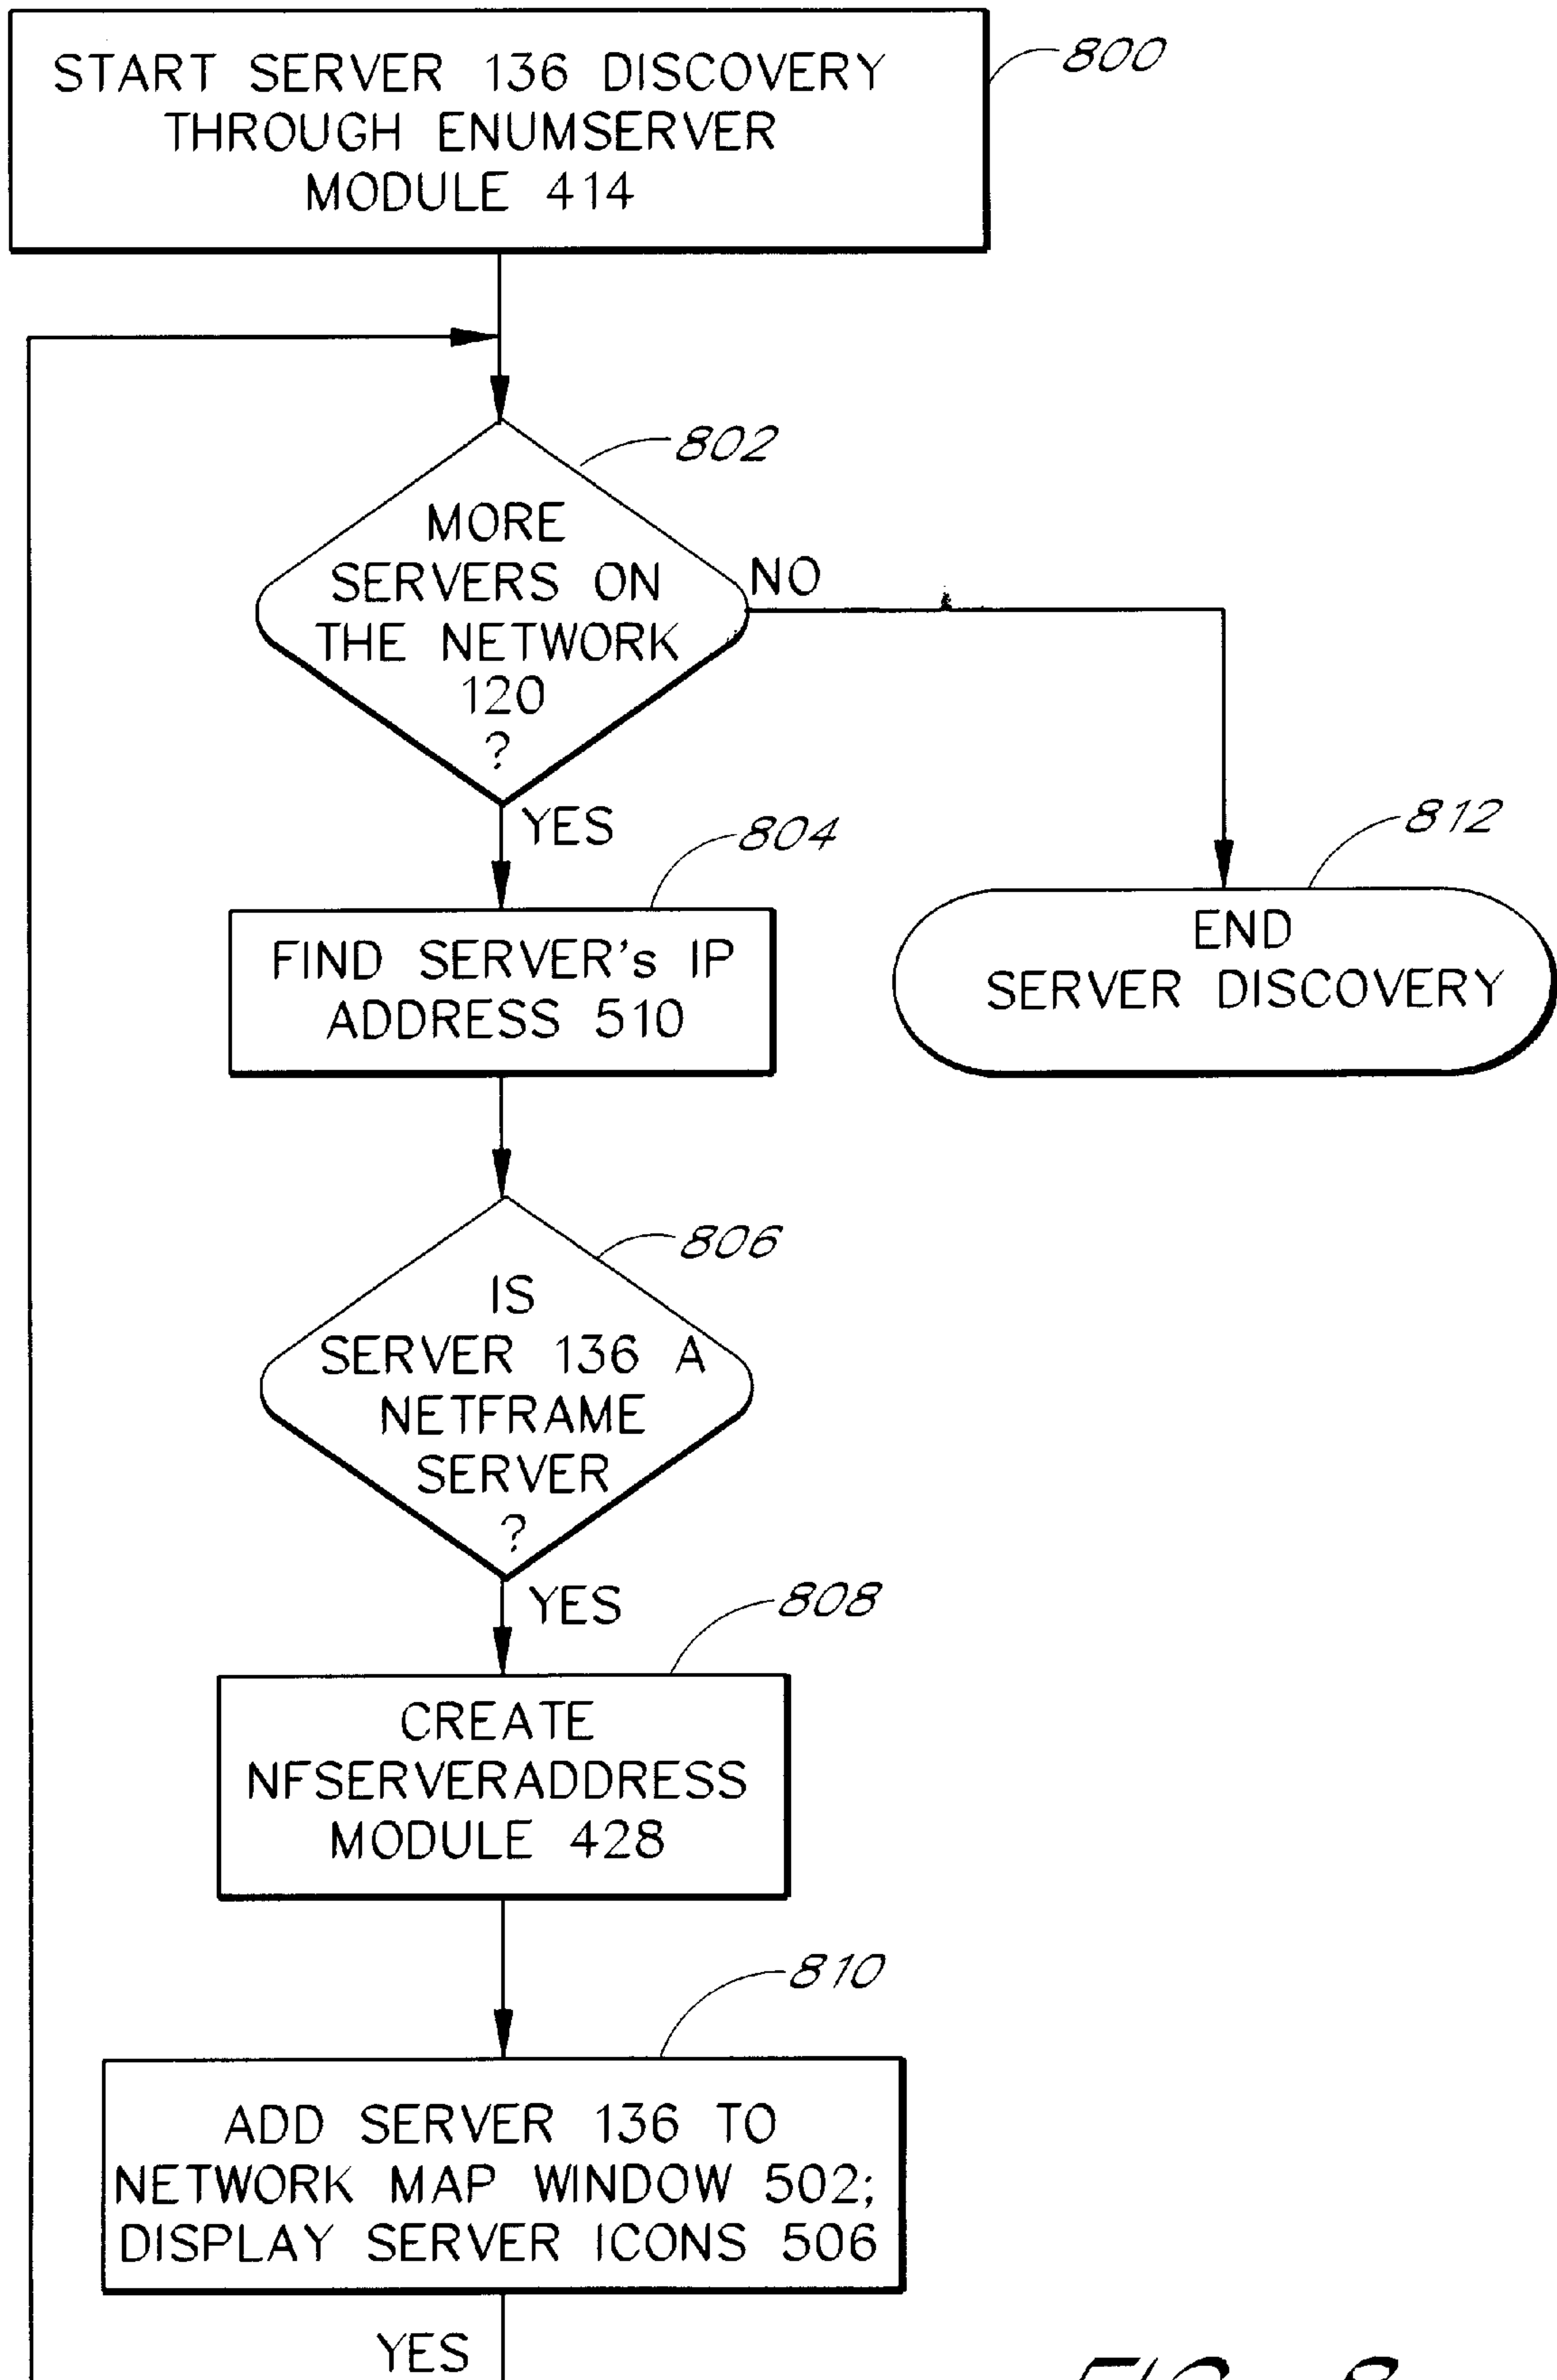 START SERVER 136 DISCOVERY
THROUGH ENUMSERVER
MODULE 414
800
802
MORE
SERVERS ON
THE NETWORK
120
?
NO
YES
804
812
FIND SERVER's IP
ADDRESS 510
END
SERVER DISCOVERY
806
IS
SERVER 136 A
NETFRAME
SERVER
?
YES
808
CREATE
NFSERVERADDRESS
MODULE 428
810
ADD SERVER 136 TO
NETWORK MAP WINDOW 502;
DISPLAY SERVER ICONS 506
YES